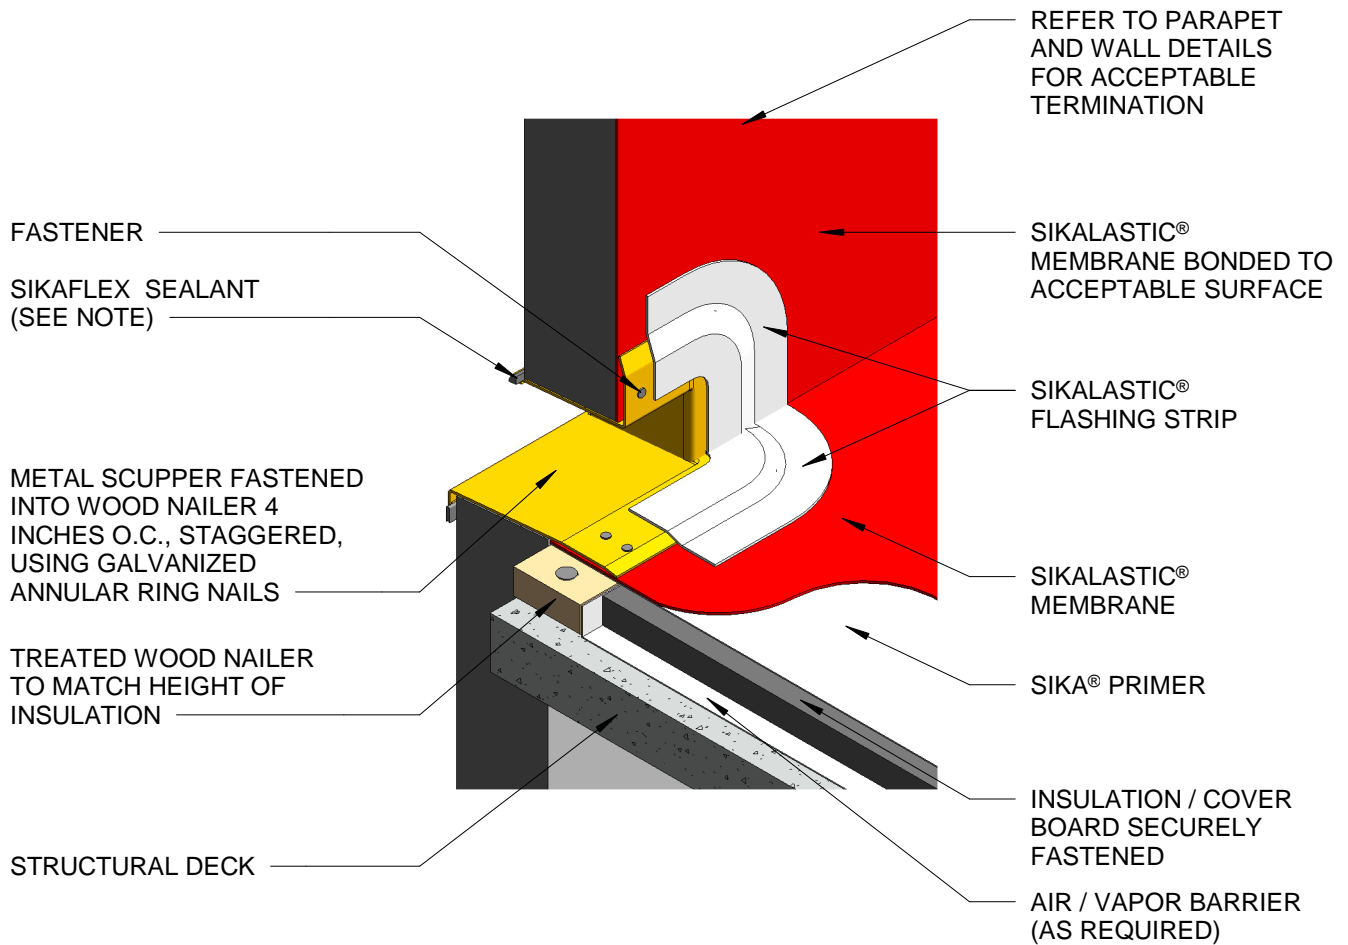 REFER TO PARAPET
AND WALL DETAILS
FOR ACCEPTABLE
TERMINATION
FASTENER
SIKALASTIC®
MEMBRANE BONDED TO
ACCEPTABLE SURFACE
SIKAFLEX SEALANT
(SEE NOTE)
SIKALASTIC®
FLASHING STRIP
METAL SCUPPER FASTENED
INTO WOOD NAILER 4
INCHES O.C., STAGGERED,
USING GALVANIZED
ANNULAR RING NAILS
SIKALASTIC®
MEMBRANE
TREATED WOOD NAILER
TO MATCH HEIGHT OF
INSULATION
SIKA® PRIMER
INSULATION / COVER
BOARD SECURELY
FASTENED
STRUCTURAL DECK
AIR / VAPOR BARRIER
(AS REQUIRED)